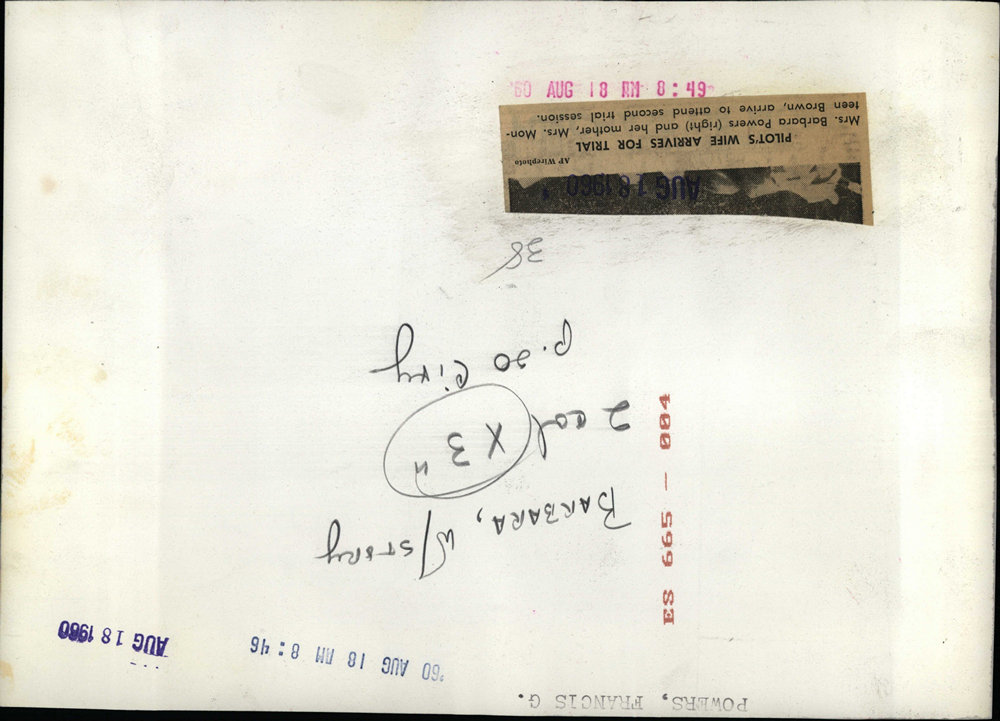 '60 AUG 18 AM 8:49
AP Wirephoto
AUG 18 1960
PILOT'S WIFE ARRIVES FOR TRIAL
Mrs. Barbara Powers (right) and her mother, Mrs. Mon-
teen Brown, arrive to attend second trial session.
38
BARBARA, W/STORY
2 col X 3"
p. 20 City
ES 665 — 004
AUG 18 1960
'60 AUG 18 AM 8:46
POWERS, FRANCIS G.